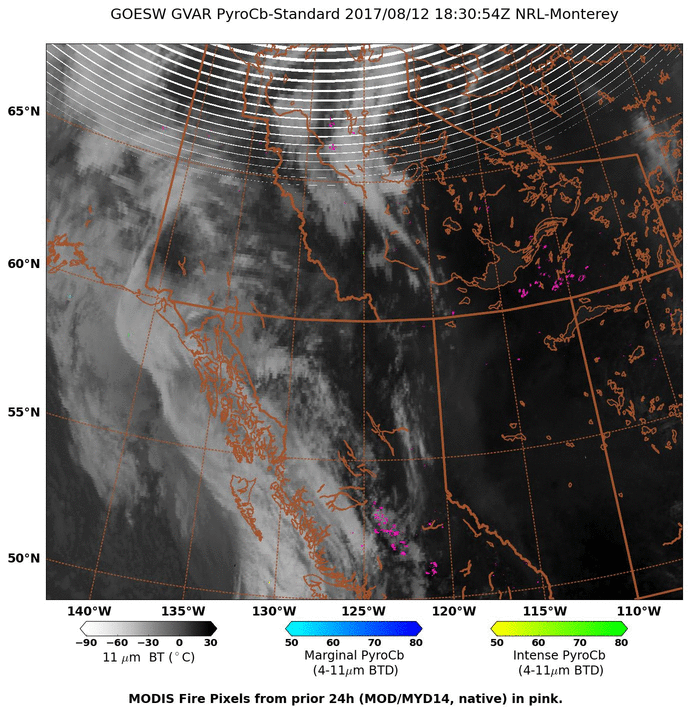 GOESW GVAR PyroCb-Standard 2017/08/12 18:30:54Z NRL-Monterey
65°N
60°N
55°N
50°N
140°W 135°W 130°W 125°W 120°W 115°W 110°W
−90 −60 −30 0 30 50 60 70 80 50 60 70 80
11 μm BT (°C) Marginal PyroCb Intense PyroCb
(4-11μm BTD) (4-11μm BTD)
MODIS Fire Pixels from prior 24h (MOD/MYD14, native) in pink.